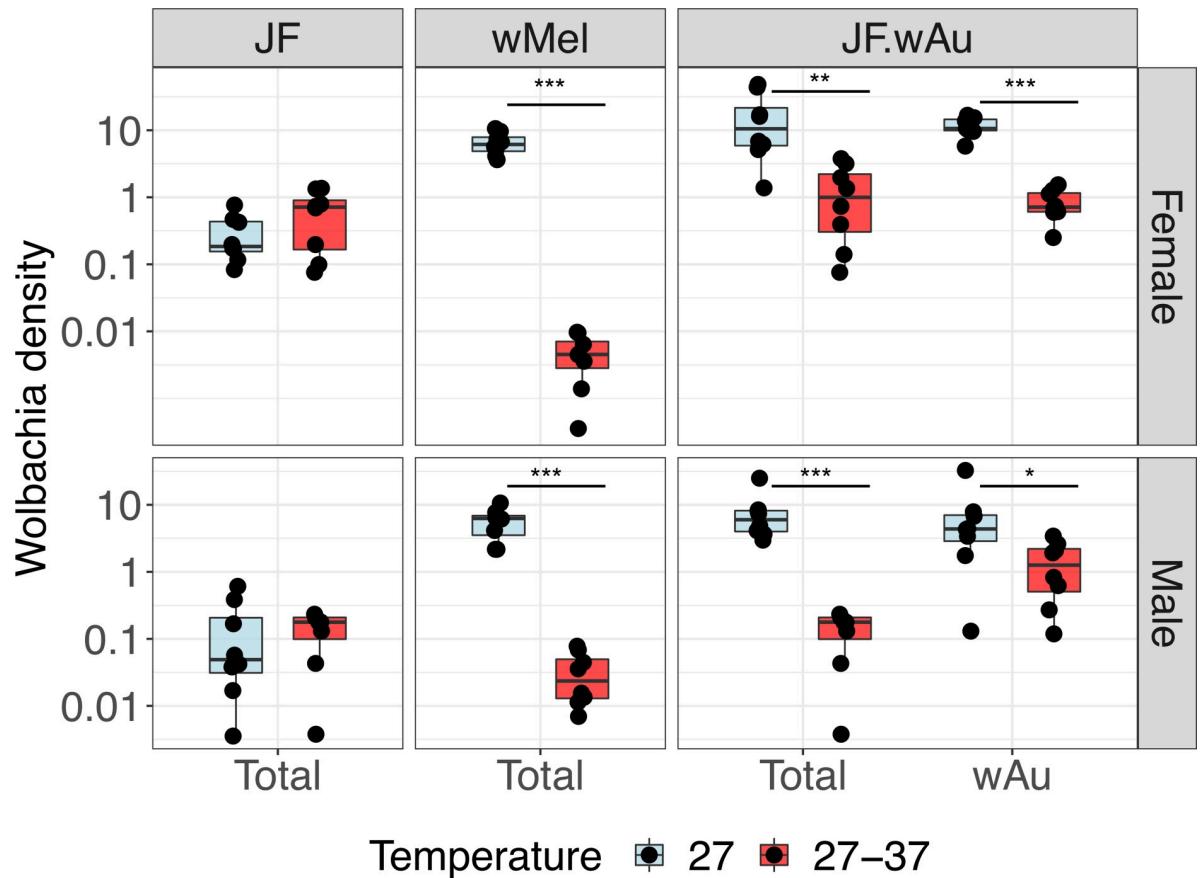 JF wMel JF.wAu
*** ** ***
10
1
0.1
0.01
Female
Wolbachia density
*** *** *
10
1
0.1
0.01
Male
Total Total Total wAu
Temperature 27 27−37